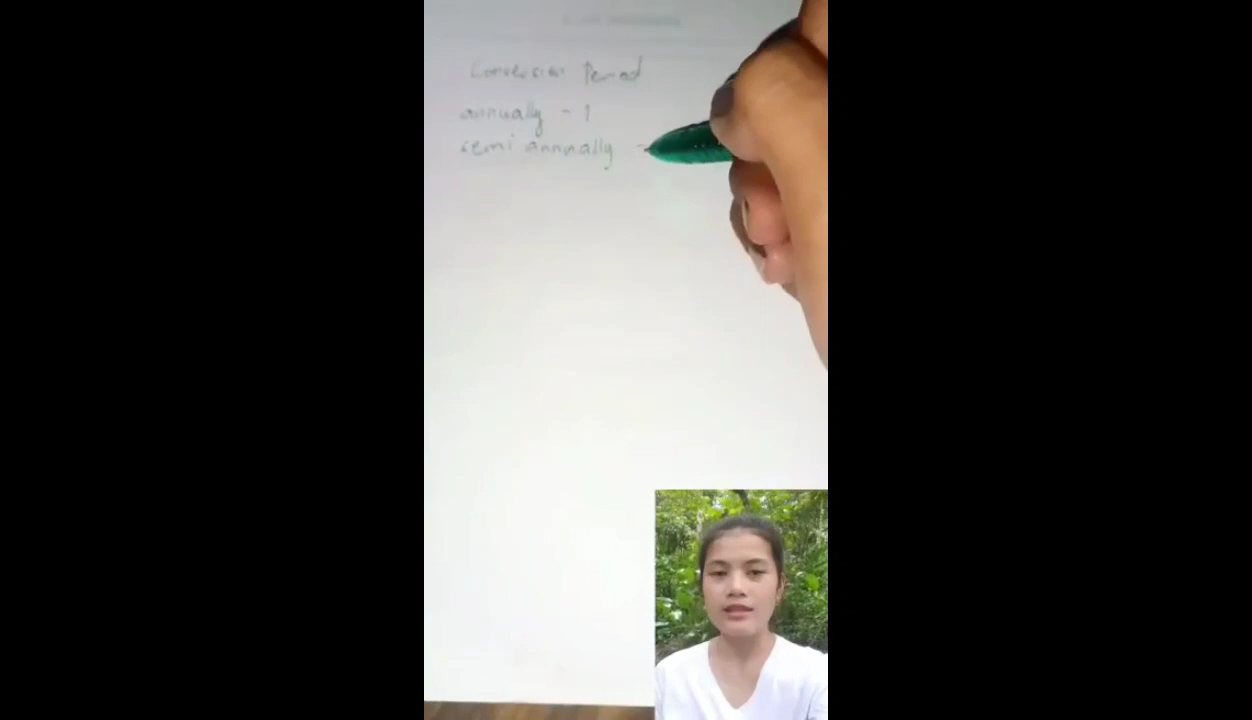 Conversion Period
annually - 1
semi annually -